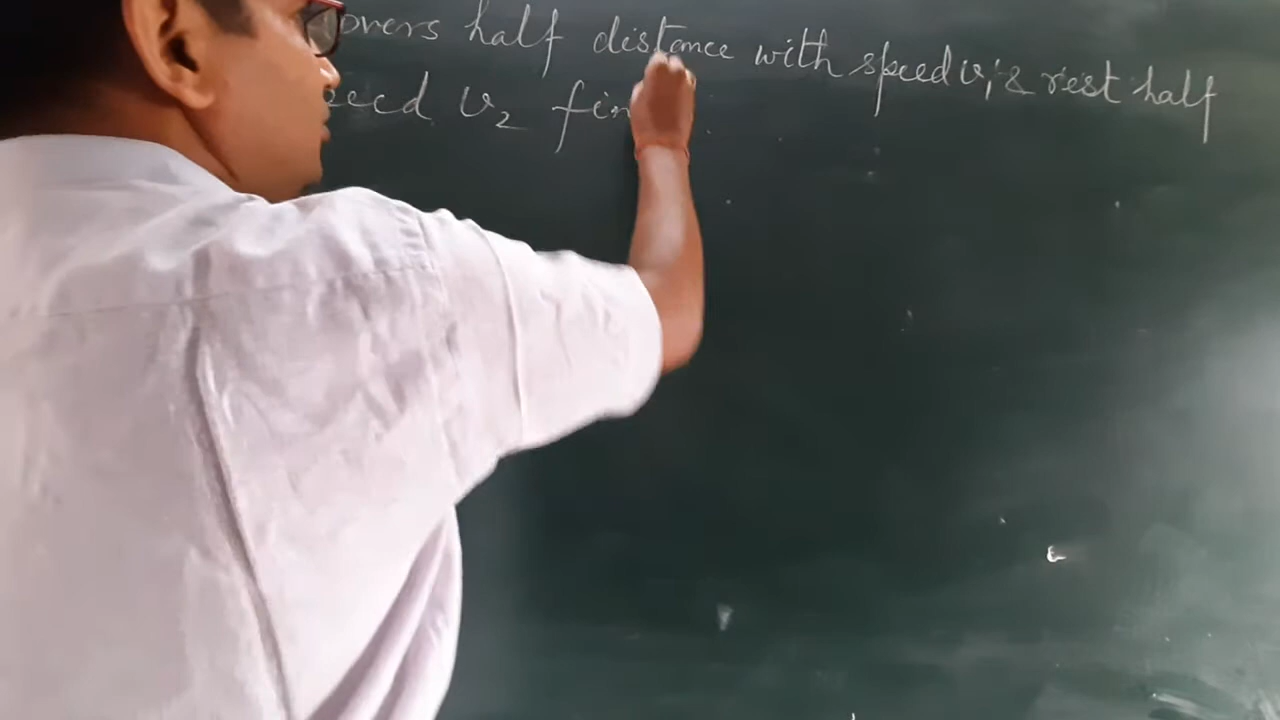 overs half distance with speed v₁ & rest half
eed v₂ fin